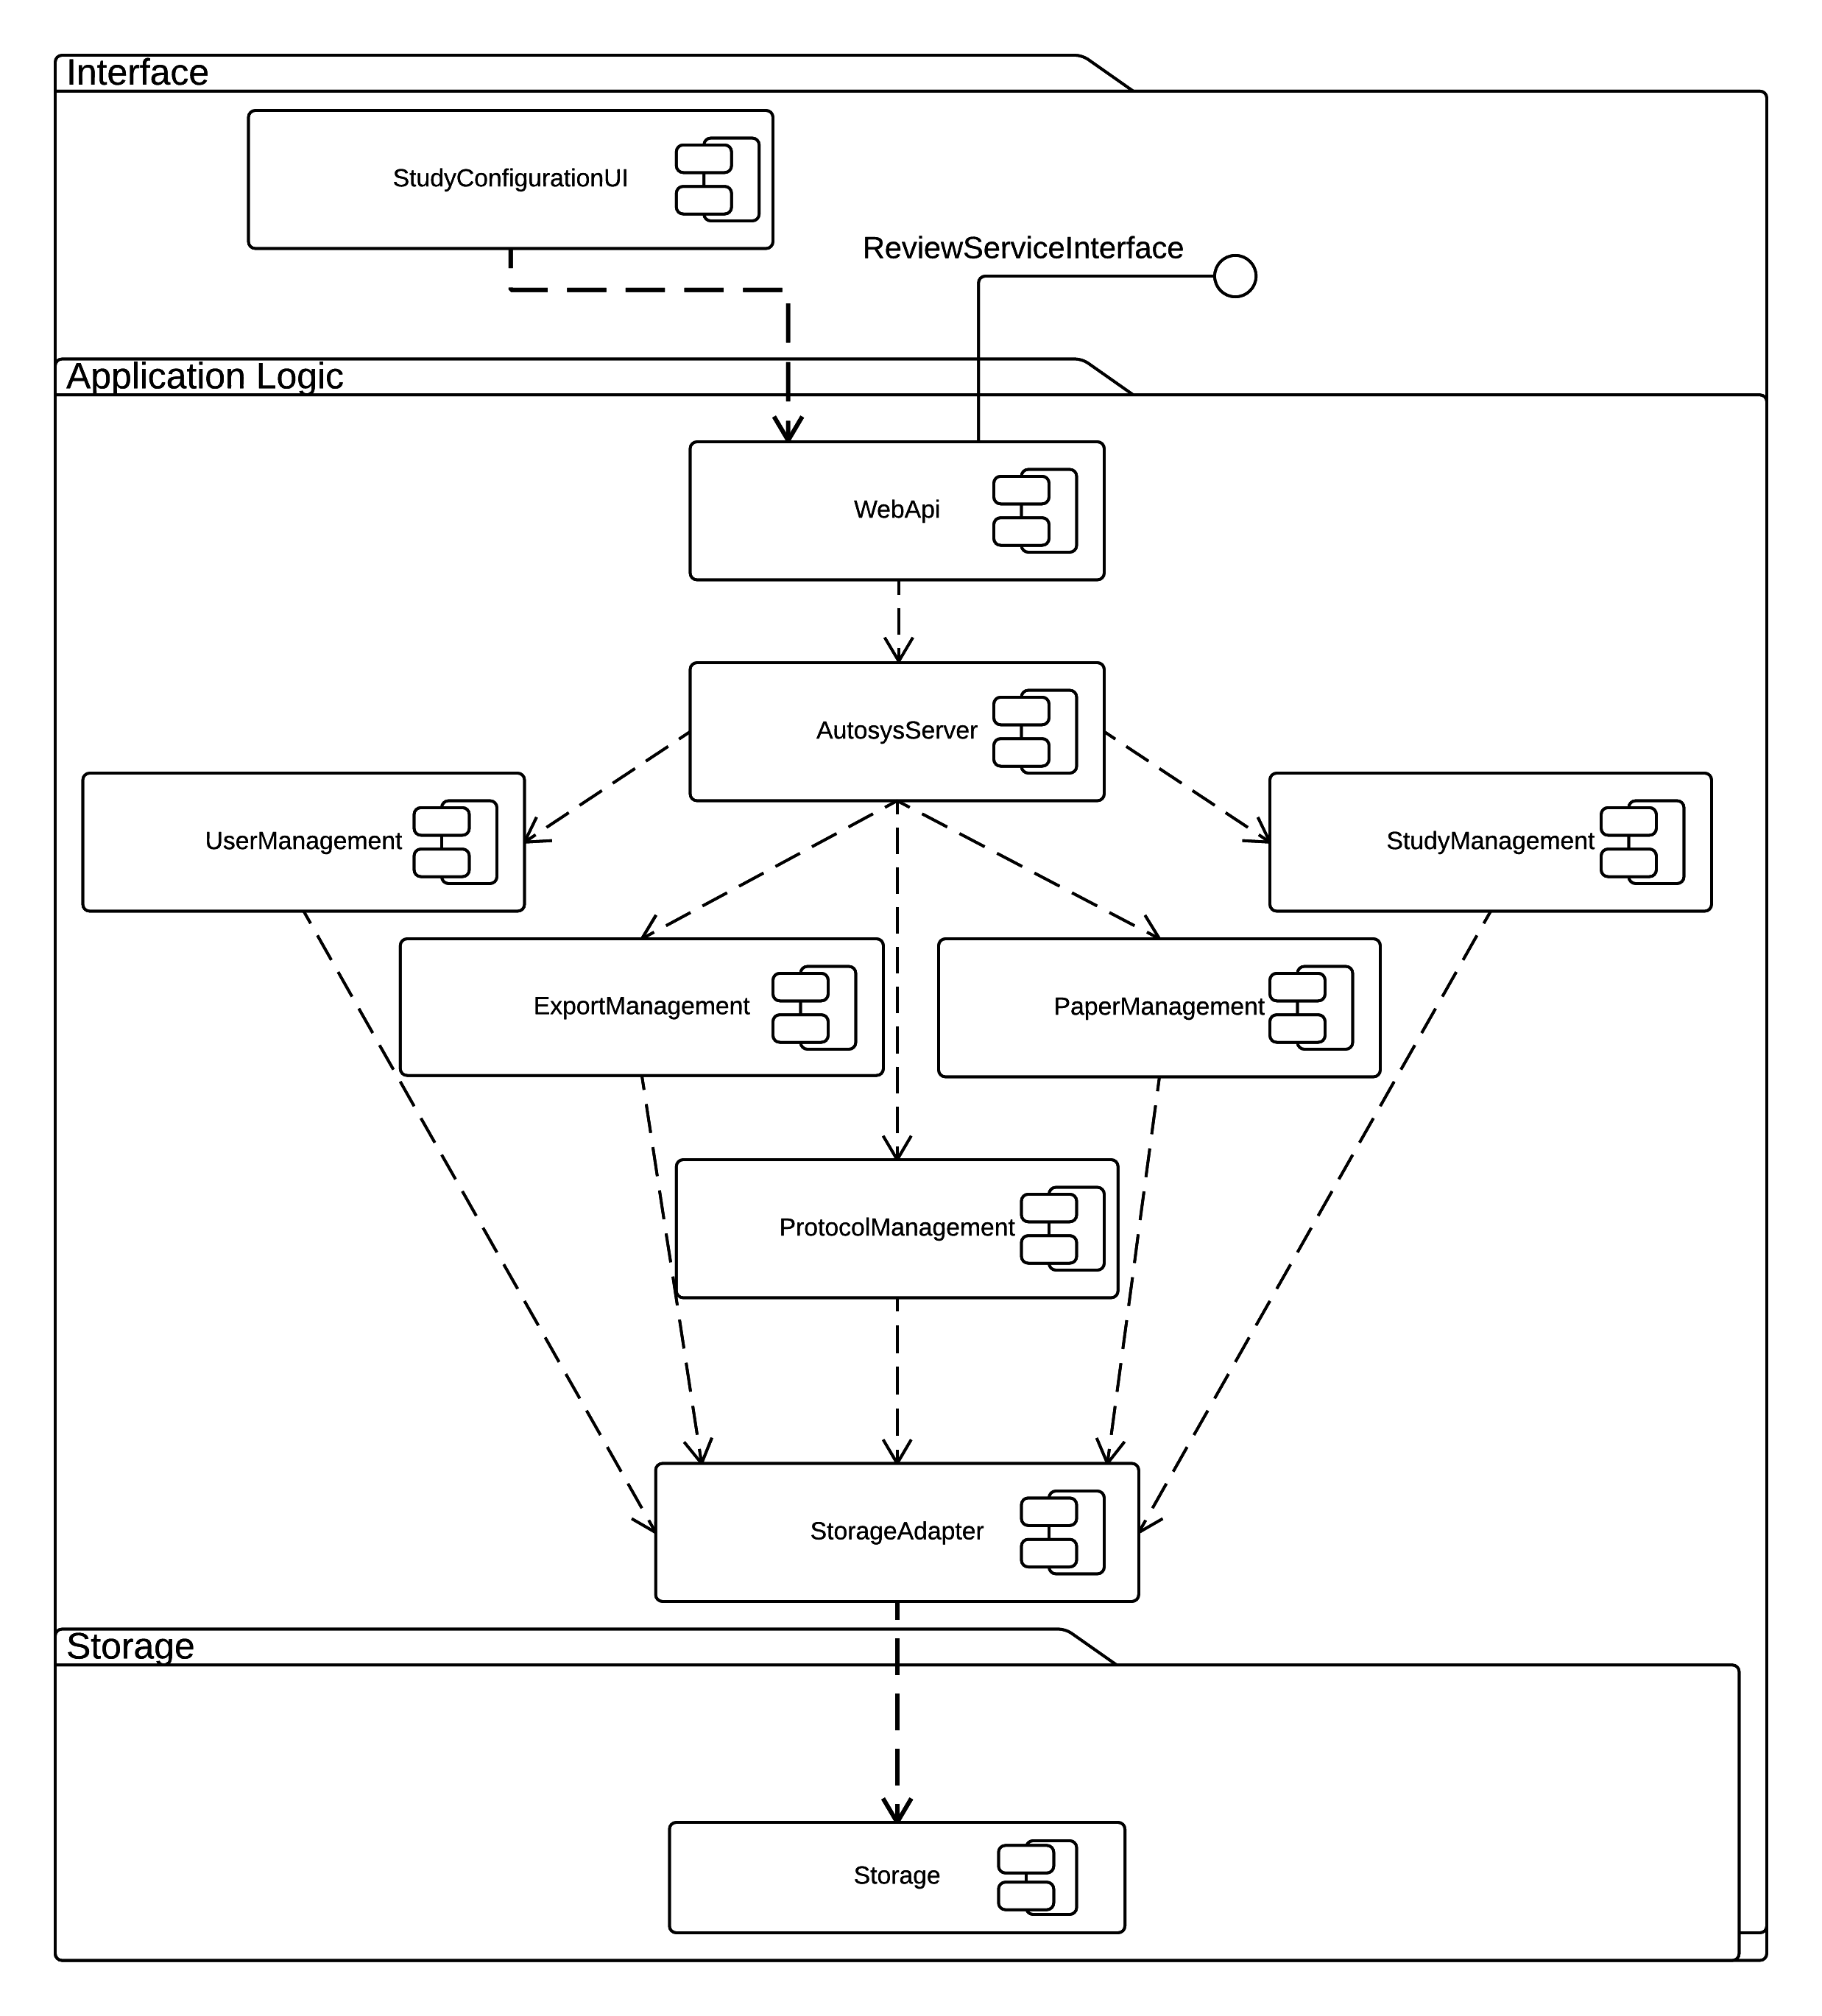 Interface
StudyConfigurationUI
ReviewServiceInterface
Application Logic
WebApi
AutosysServer
UserManagement
StudyManagement
ExportManagement
PaperManagement
ProtocolManagement
StorageAdapter
Storage
Storage